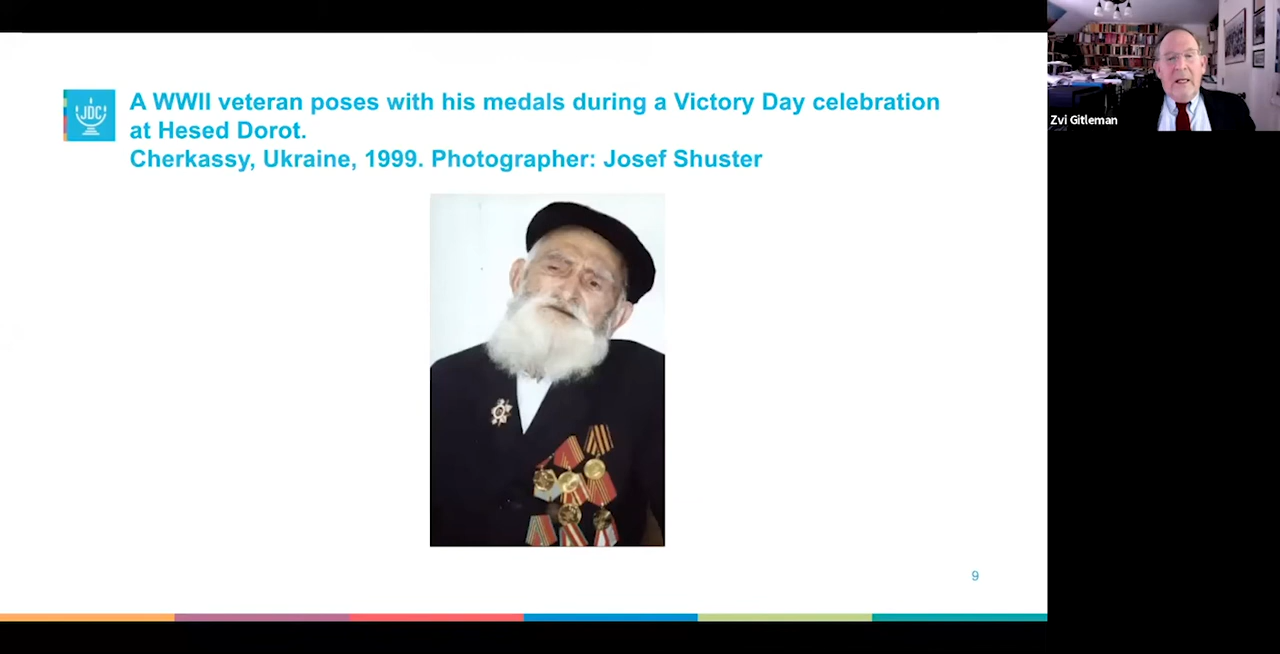 JDC
A WWII veteran poses with his medals during a Victory Day celebration
at Hesed Dorot.
Cherkassy, Ukraine, 1999. Photographer: Josef Shuster
Zvi Gitleman
9